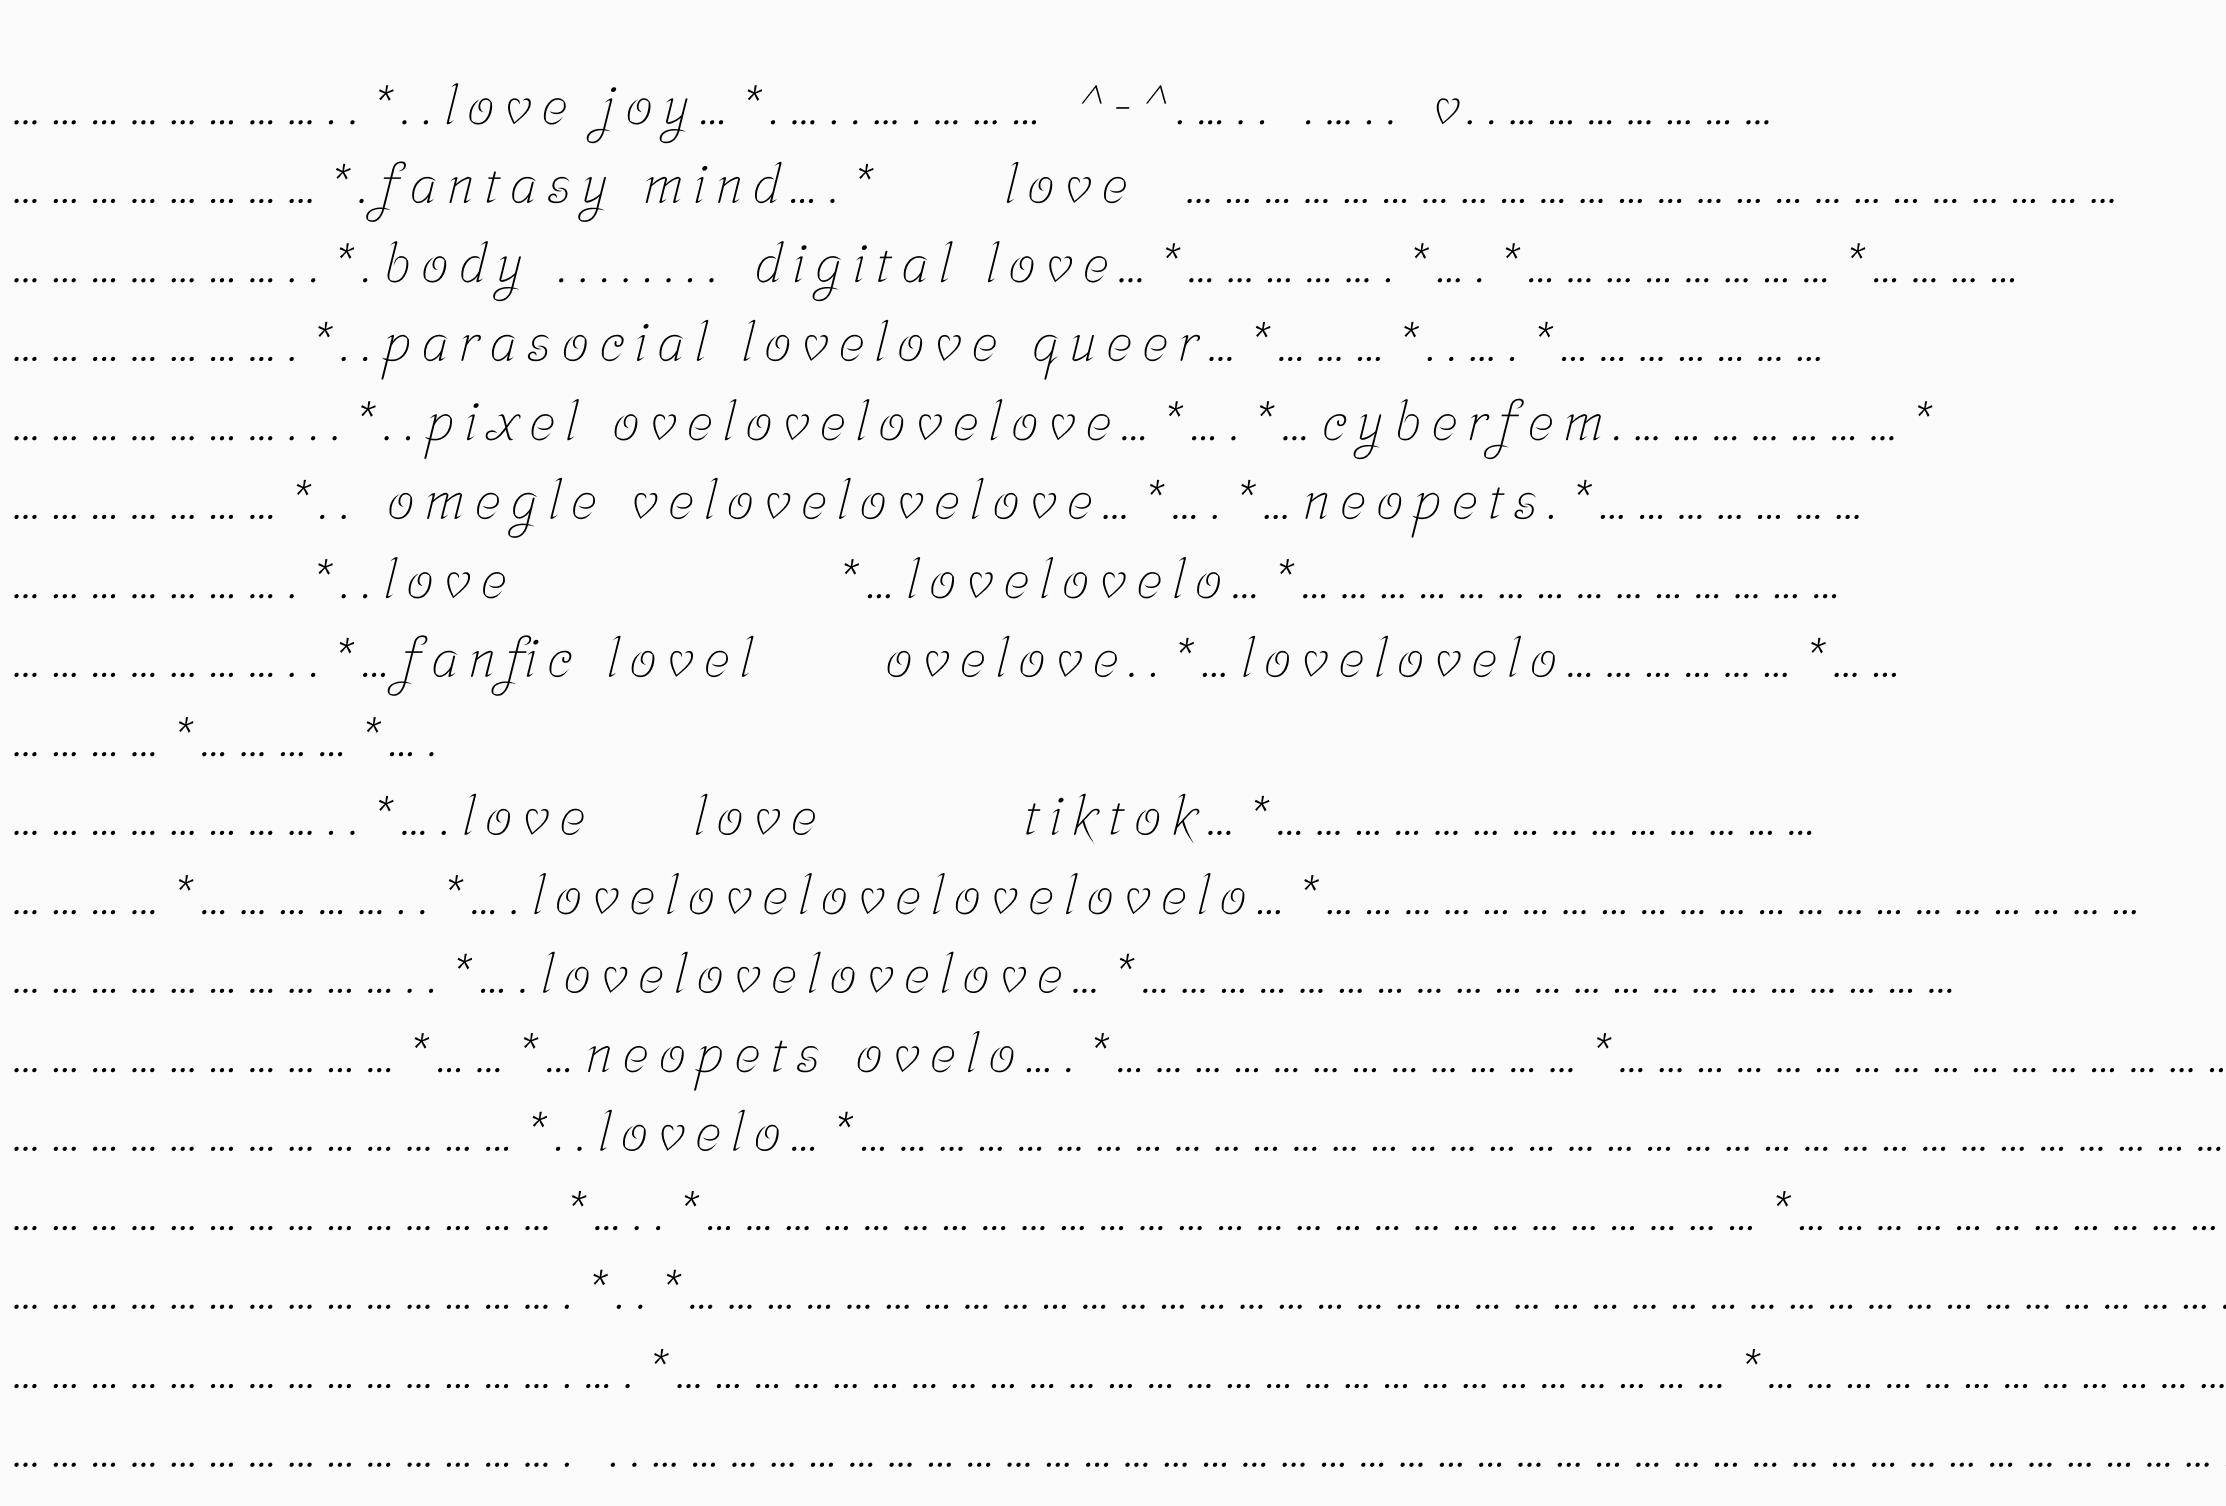 ……………………..*..love joy…*.…..….……… ^-^.….. .….. ♡..…………………
……………………*.fantasy mind….* love ………………………………………………………………
…………………..*.body ........ digital love…*…………….*….*……………………*…………
………………….*..parasocial lovelove queer…*………*..….*…………………
…………………...*..pixel ovelovelovelove…*….*…cyberfem.…………………*
…………………*.. omegle velovelovelove…*….*…neopets.*…………………
………………….*..love *…lovelovelo…*……………………………………
…………………..*…fanfic lovel ovelove..*…lovelovelo………………*……
…………*…………*….
……………………..*….love love tiktok…*……………………………………
…………*……………..*….lovelovelovelovelovelo…*……………………………………………………………
…………………………..*….lovelovelovelove…*……………………………………………………………
…………………………*……*…neopets ovelo….*………………………………*…………………………………………..
…………………………………*..lovelo…*………………………………………………………………………………………………
………………………………………*…..*………………………………………………………………………………*………………………………
……………………………………….*..*……………………………………………………………………………………………………………….
……………………………………….….*………………………………………………………………………………*…………………………………
………………………………………. ..………………………………………………………………………………………………………………………